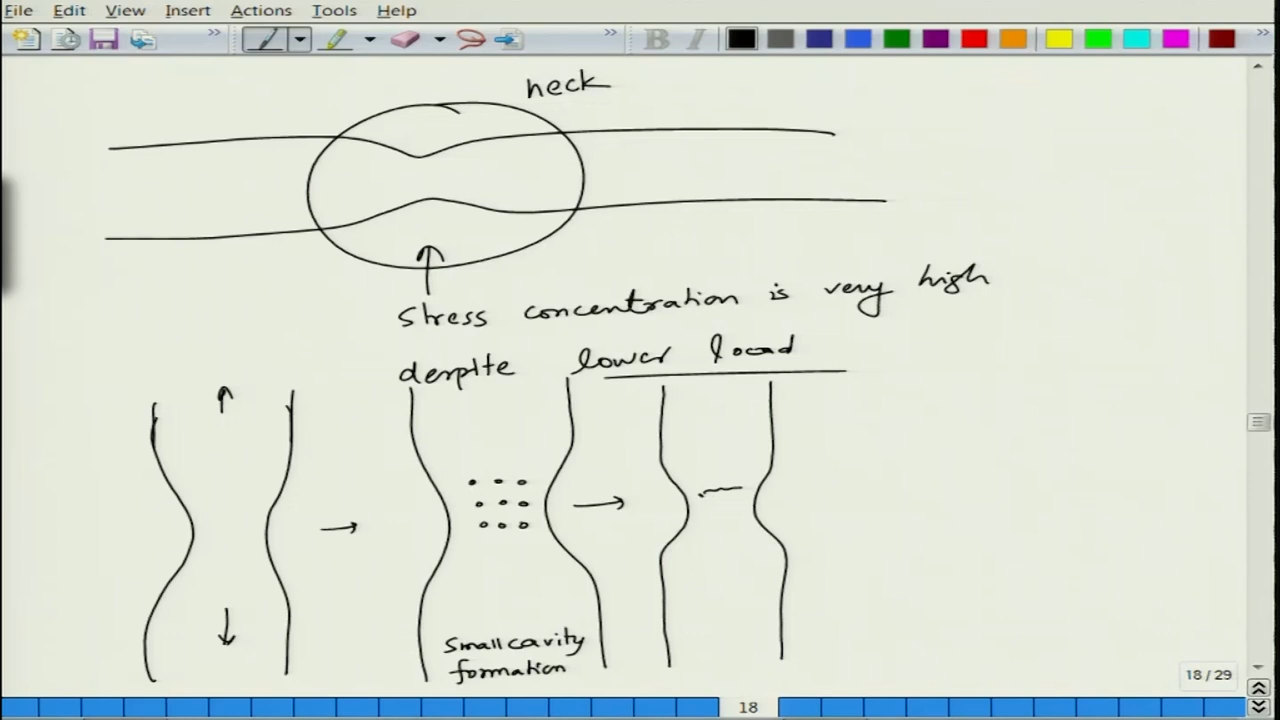 File Edit View Insert Actions Tools Help
B I
neck
Stress concentration is very high
despite lower load
Small cavity
formation
18 / 29
18